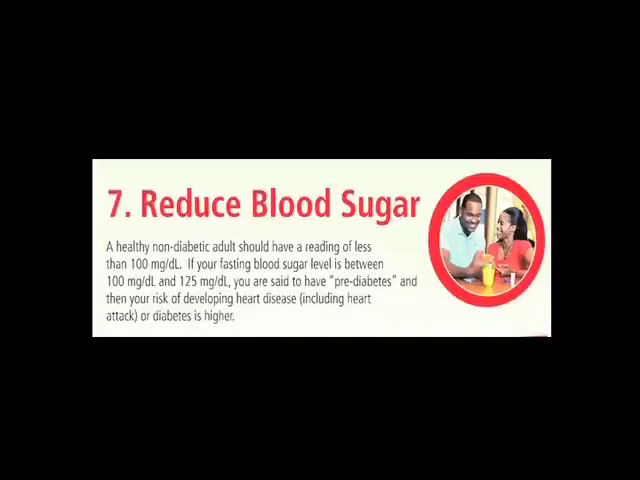 7. Reduce Blood Sugar
A healthy non-diabetic adult should have a reading of less
than 100 mg/dL. If your fasting blood sugar level is between
100 mg/dL and 125 mg/dL, you are said to have “pre-diabetes” and
then your risk of developing heart disease (including heart
attack) or diabetes is higher.